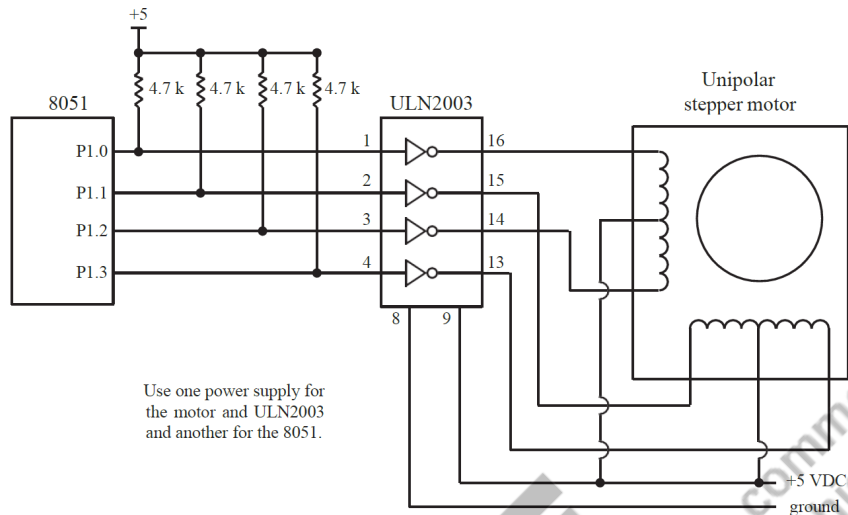 +5
4.7 k 4.7 k 4.7 k 4.7 k
8051
ULN2003
Unipolar
stepper motor
P1.0
1
16
P1.1
2
15
P1.2
3
14
P1.3
4
13
8
9
Use one power supply for
the motor and ULN2003
and another for the 8051.
+5 VDC
ground